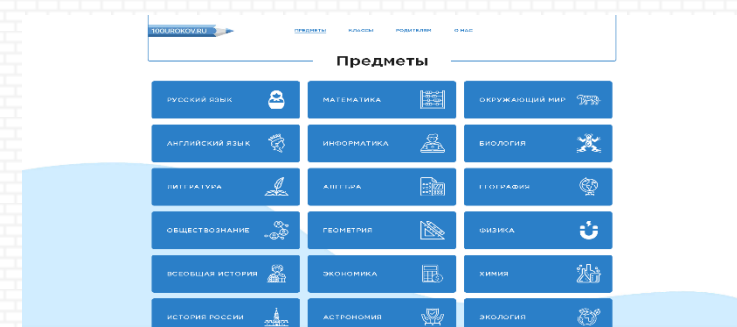 100UROKOV.RU
ПРЕДМЕТЫ КЛАССЫ РОДИТЕЛЯМ О НАС
Предметы
РУССКИЙ ЯЗЫК МАТЕМАТИКА ОКРУЖАЮЩИЙ МИР
АНГЛИЙСКИЙ ЯЗЫК ИНФОРМАТИКА БИОЛОГИЯ
ЛИТЕРАТУРА АЛГЕБРА ГЕОГРАФИЯ
ОБЩЕСТВОЗНАНИЕ ГЕОМЕТРИЯ ФИЗИКА
ВСЕОБЩАЯ ИСТОРИЯ ЭКОНОМИКА ХИМИЯ
ИСТОРИЯ РОССИИ АСТРОНОМИЯ ЭКОЛОГИЯ